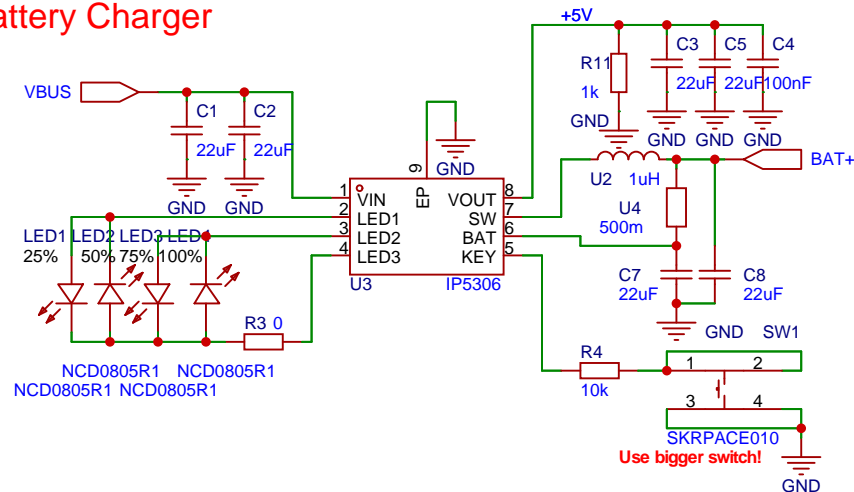 attery Charger
+5V
VBUS
C1
22uF
C2
22uF
GND
GND
R11
1k
GND
C3
22uF
C5
22uF
C4
100nF
GND
GND
GND
9
EP
GND
1
VIN
2
LED1
3
LED2
4
LED3
VOUT
8
SW
7
BAT
6
KEY
5
U3
IP5306
U2
1uH
BAT+
U4
500m
C7
22uF
C8
22uF
GND
LED1
LED2
LED3
25%
50%
75%
100%
R3
0
NCD0805R1
NCD0805R1
NCD0805R1
NCD0805R1
R4
10k
SW1
1
2
3
4
SKRPACE010
Use bigger switch!
GND